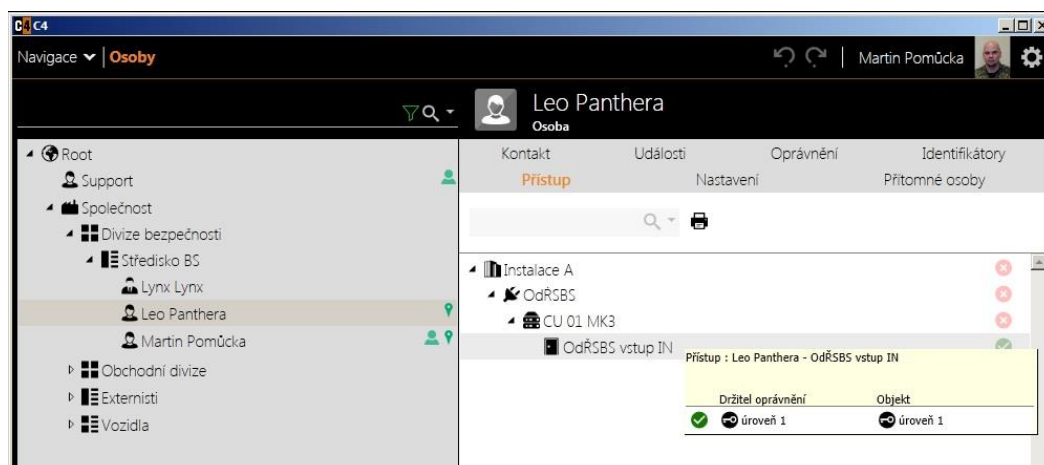 C4 C4
Navigace | Osoby
Martin Pomůcka
Leo Panthera
Osoba
Root
Support
Společnost
Divize bezpečnosti
Středisko BS
Lynx Lynx
Leo Panthera
Martin Pomůcka
Obchodní divize
Externisti
Vozidla
Kontakt Události Oprávnění Identifikátory
Přístup Nastavení Přítomné osoby
Instalace A
OdŘSBS
CU 01 MK3
OdŘSBS vstup IN
Přístup : Leo Panthera - OdŘSBS vstup IN
Držitel oprávnění Objekt
úroveň 1 úroveň 1